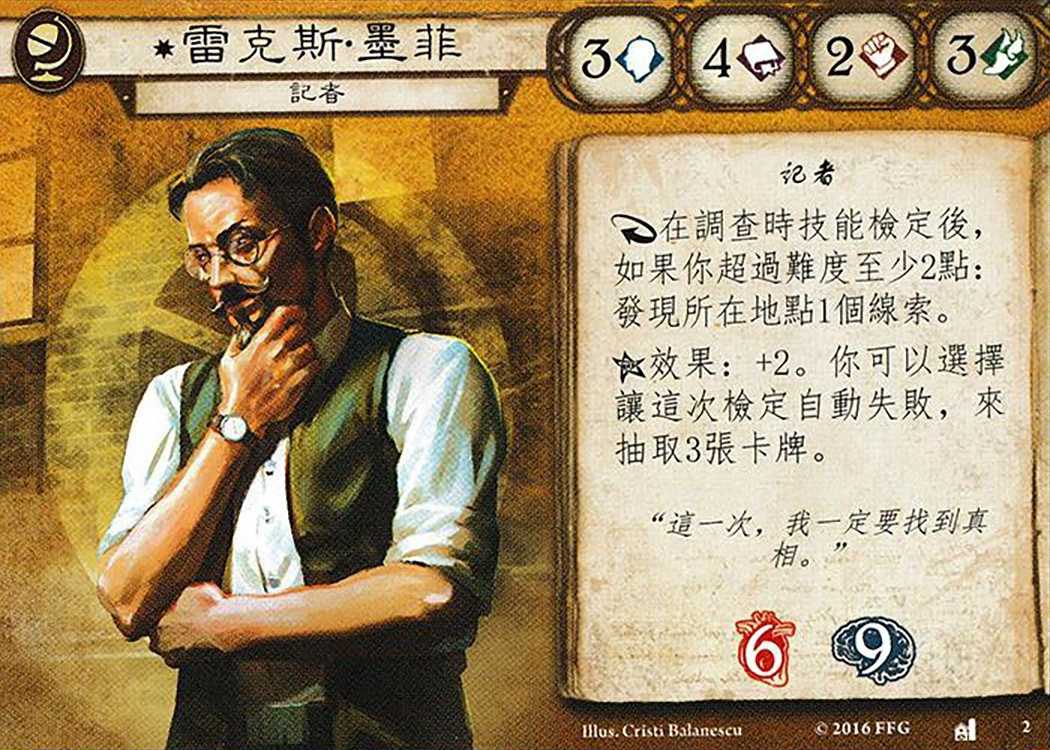 雷克斯·墨菲
3 4 2 3
記者
記者
在調查時技能檢定後，
如果你超過難度至少2點：
發現所在地點1個線索。
效果：+2。你可以選擇
讓這次檢定自動失敗，來
抽取3張卡牌。
“這一次，我一定要找到真
相。”
6 9
Illus. Cristi Balanescu © 2016 FFG 2